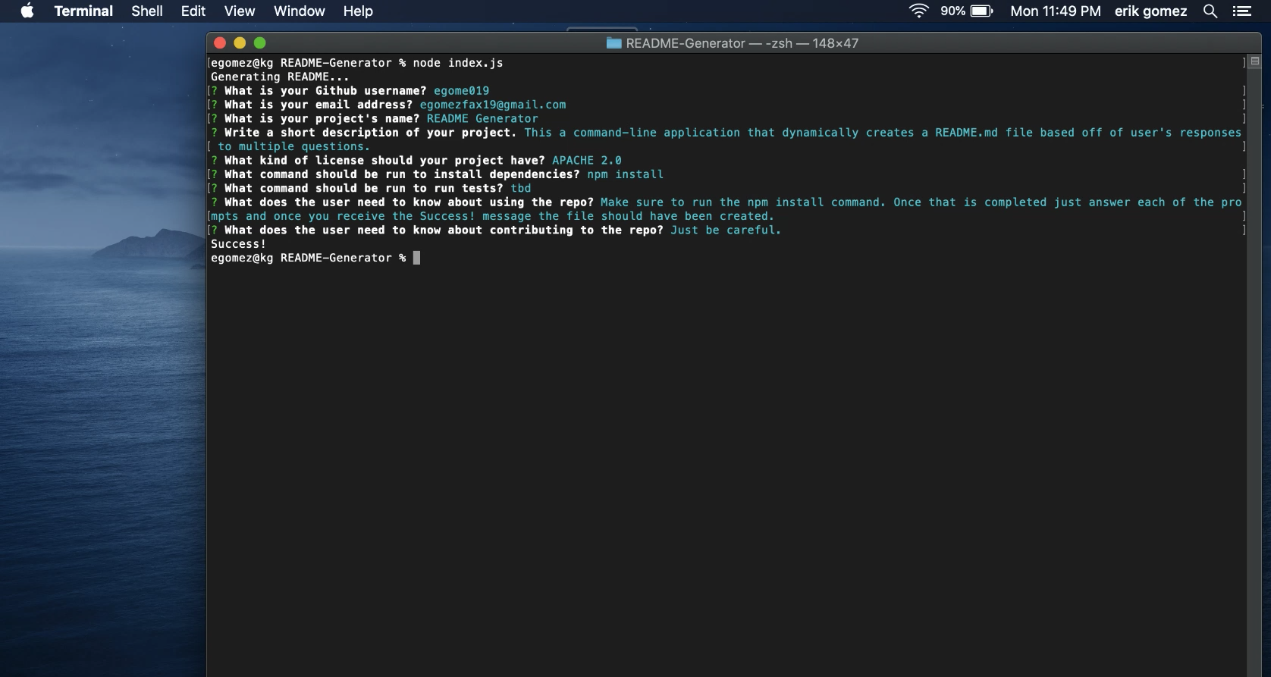 Terminal Shell Edit View Window Help 90% Mon 11:49 PM erik gomez
README-Generator — -zsh — 148×47
[egomez@kg README-Generator % node index.js ]
Generating README...
[? What is your Github username? egome019 ]
[? What is your email address? egomezfax19@gmail.com ]
[? What is your project's name? README Generator ]
? Write a short description of your project. This a command-line application that dynamically creates a README.md file based off of user's responses
[ to multiple questions. ]
? What kind of license should your project have? APACHE 2.0
[? What command should be run to install dependencies? npm install ]
[? What command should be run to run tests? tbd ]
? What does the user need to know about using the repo? Make sure to run the npm install command. Once that is completed just answer each of the pro
[mpts and once you receive the Success! message the file should have been created. ]
[? What does the user need to know about contributing to the repo? Just be careful. ]
Success!
egomez@kg README-Generator %